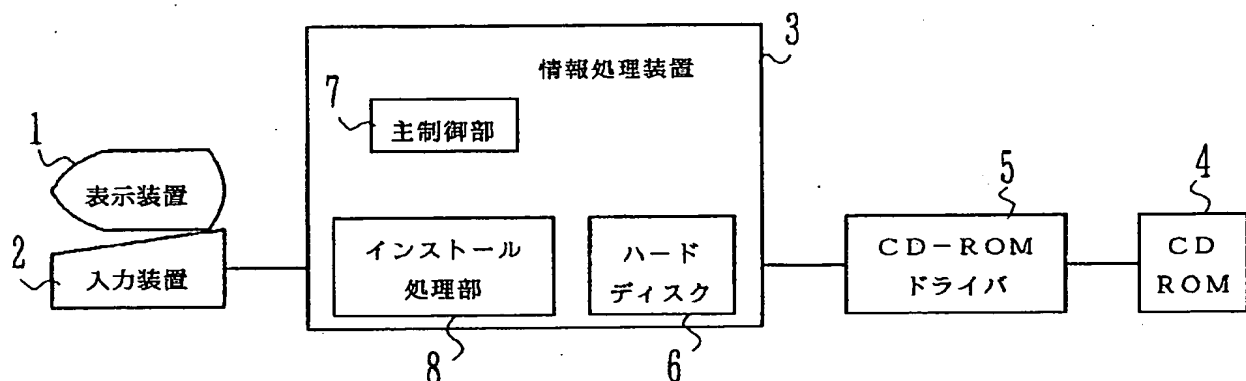 情報処理装置
3
7
主制御部
1
表示装置
2
入力装置
インストール
処理部
8
ハード
ディスク
6
5
CD-ROM
ドライバ
4
CD
ROM